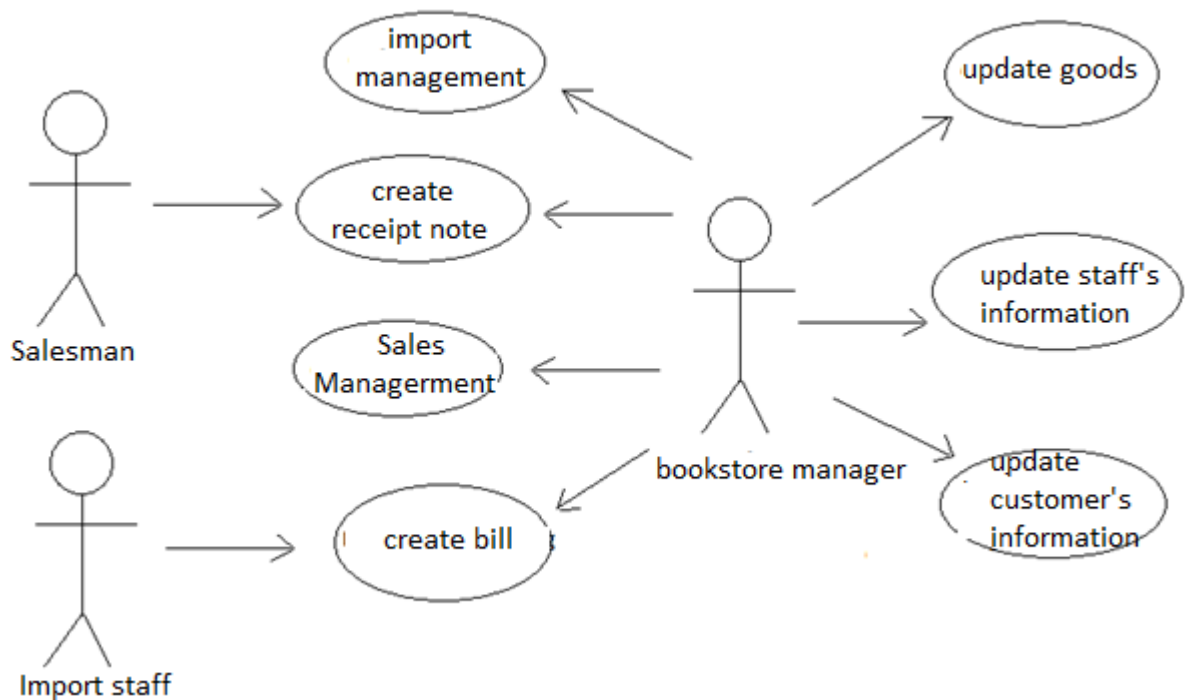 import
management
update goods
create
receipt note
Salesman
update staff's
information
Sales
Managerment
bookstore manager
update
customer's
information
create bill
Import staff